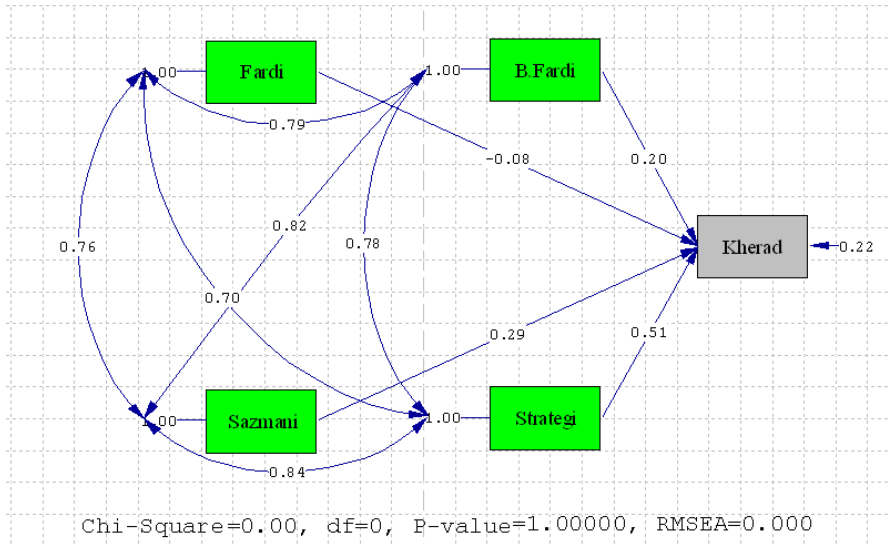 1.00 Fardi
1.00 B.Fardi
0.79
-0.08
0.20
0.76
0.82
0.78
Kherad
0.22
0.70
0.29
0.51
1.00 Sazmani
1.00 Strategi
0.84
Chi-Square=0.00, df=0, P-value=1.00000, RMSEA=0.000